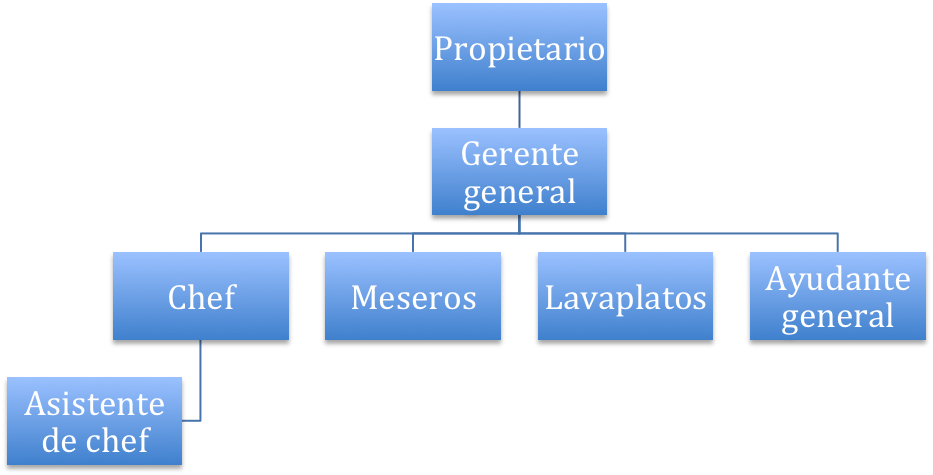 Propietario
Gerente
general
Chef
Meseros
Lavaplatos
Ayudante
general
Asistente
de chef